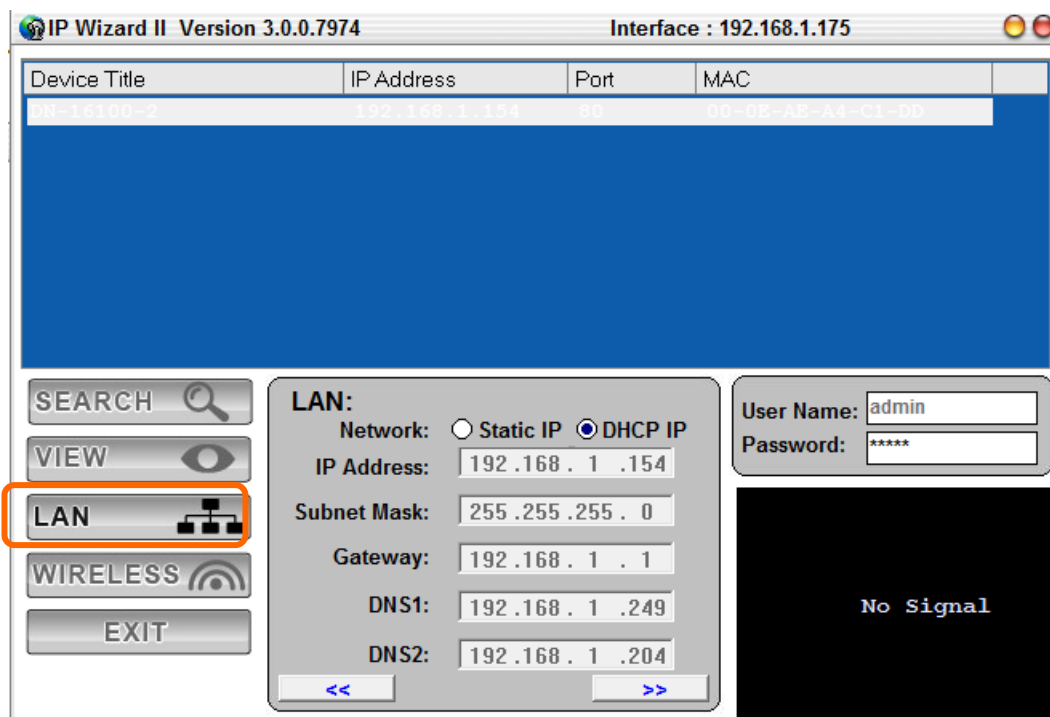 IP Wizard II Version 3.0.0.7974 Interface : 192.168.1.175
Device Title IP Address Port MAC
DN-16100-2 192.168.1.154 80 00-0E-AE-A4-C1-DD
SEARCH
VIEW
LAN
WIRELESS
EXIT
LAN:
Network: Static IP DHCP IP
IP Address: 192.168. 1 .154
Subnet Mask: 255.255.255. 0
Gateway: 192.168. 1 . 1
DNS1: 192.168. 1 .249
DNS2: 192.168. 1 .204
<< >>
User Name: admin
Password: *****
No Signal